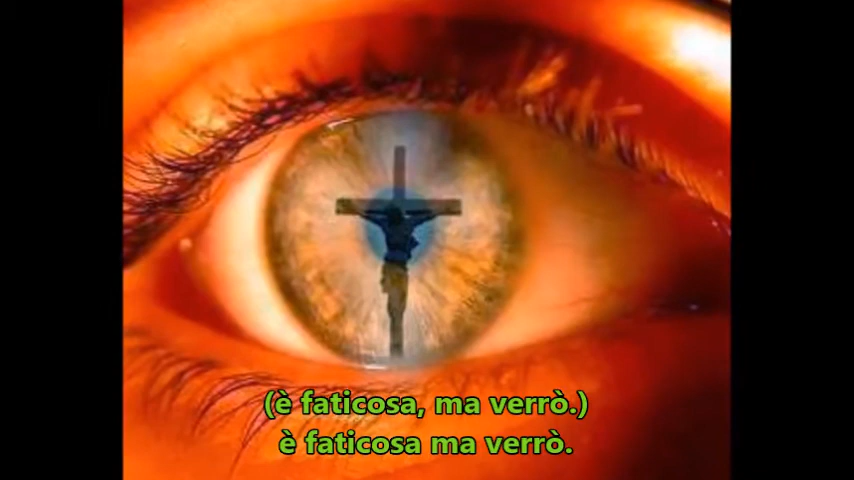 (è faticosa, ma verrò.)
è faticosa ma verrò.